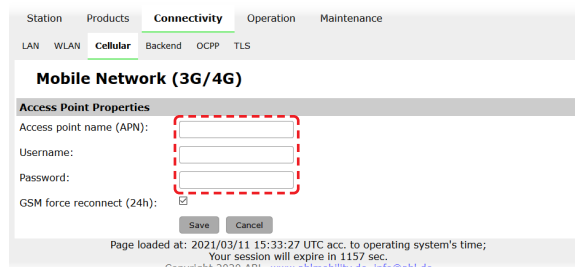 Station Products Connectivity Operation Maintenance
LAN WLAN Cellular Backend OCPP TLS
Mobile Network (3G/4G)
Access Point Properties
Access point name (APN):
Username:
Password:
GSM force reconnect (24h):
Save Cancel
Page loaded at: 2021/03/11 15:33:27 UTC acc. to operating system's time;
Your session will expire in 1157 sec.